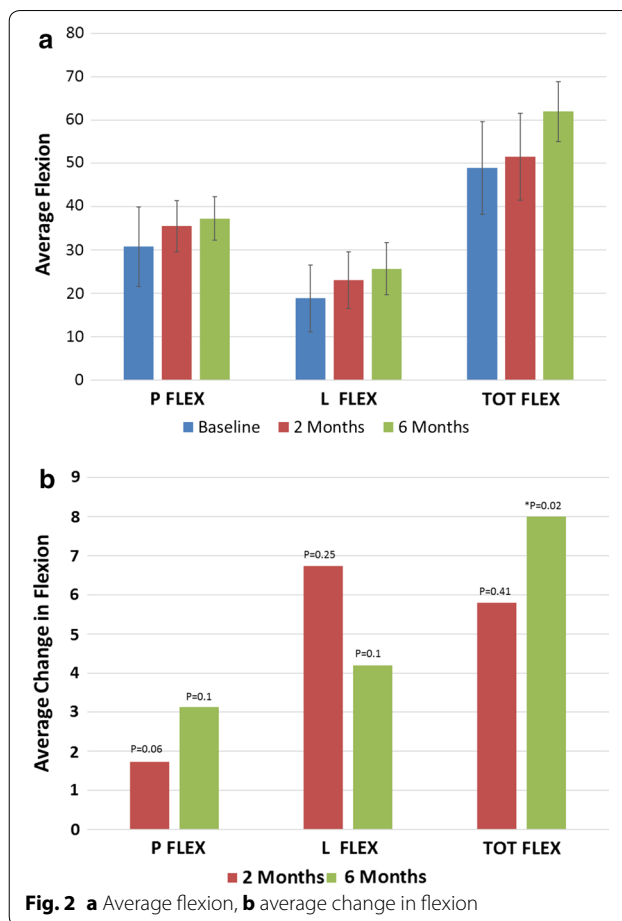 a
80
70
60
50
40
30
20
10
0
Average Flexion
P FLEX L FLEX TOT FLEX
Baseline 2 Months 6 Months
b
9
8
7
6
5
4
3
2
1
0
Average Change in Flexion
P=0.06
P=0.1
P=0.25
P=0.1
P=0.41
*P=0.02
P FLEX L FLEX TOT FLEX
2 Months 6 Months
Fig. 2 a Average flexion, b average change in flexion